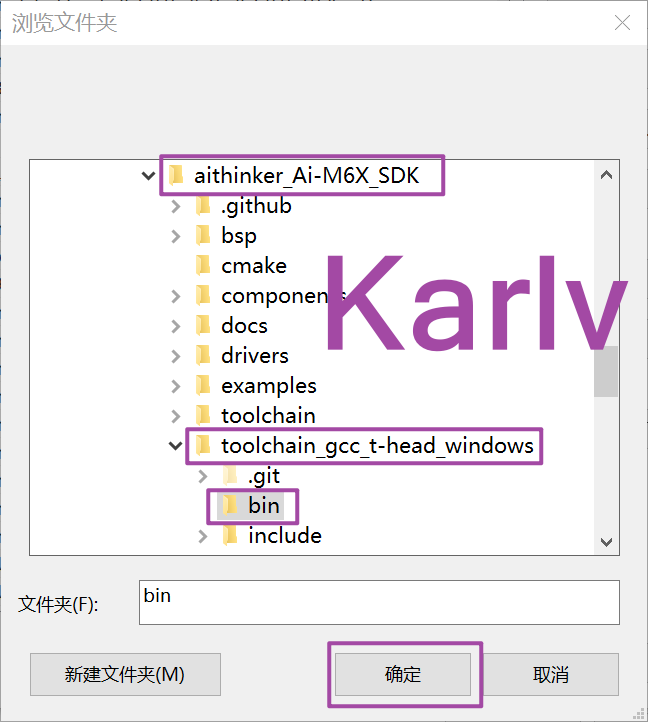 浏览文件夹
aithinker_Ai-M6X_SDK
.github
bsp
cmake
components
docs
drivers
examples
toolchain
toolchain_gcc_t-head_windows
.git
bin
include
Karlv
文件夹(F):
bin
新建文件夹(M)
确定
取消